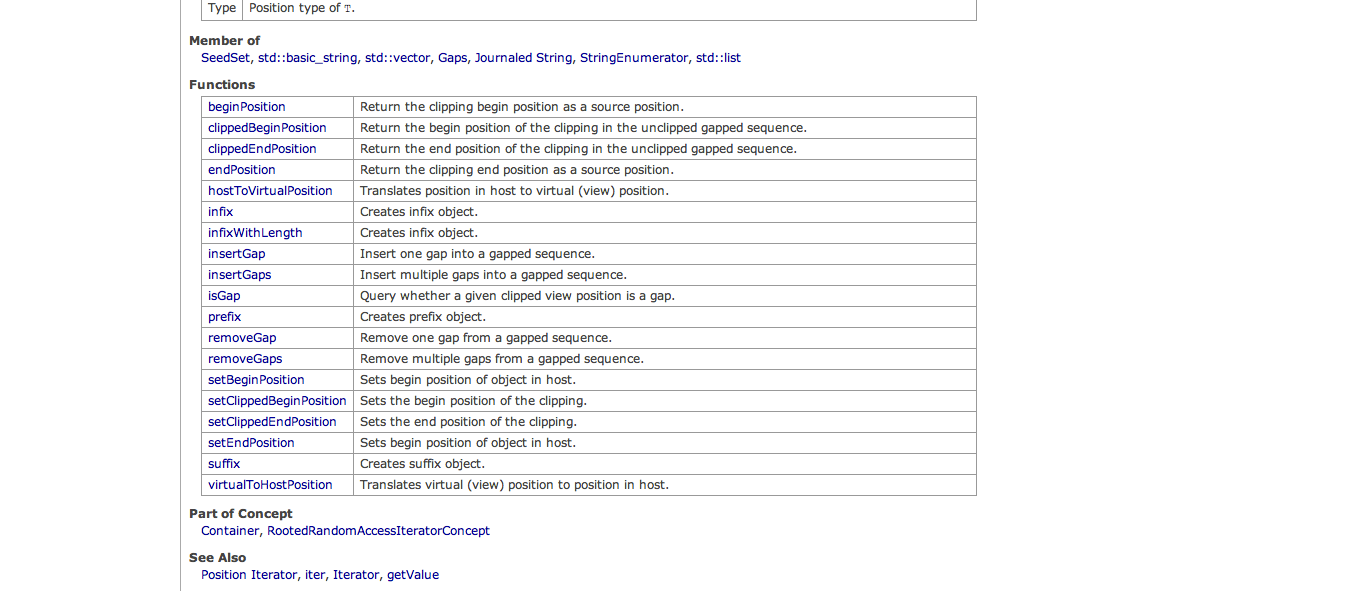 Type Position type of T.
Member of
SeedSet, std::basic_string, std::vector, Gaps, Journaled String, StringEnumerator, std::list
Functions
beginPosition Return the clipping begin position as a source position.
clippedBeginPosition Return the begin position of the clipping in the unclipped gapped sequence.
clippedEndPosition Return the end position of the clipping in the unclipped gapped sequence.
endPosition Return the clipping end position as a source position.
hostToVirtualPosition Translates position in host to virtual (view) position.
infix Creates infix object.
infixWithLength Creates infix object.
insertGap Insert one gap into a gapped sequence.
insertGaps Insert multiple gaps into a gapped sequence.
isGap Query whether a given clipped view position is a gap.
prefix Creates prefix object.
removeGap Remove one gap from a gapped sequence.
removeGaps Remove multiple gaps from a gapped sequence.
setBeginPosition Sets begin position of object in host.
setClippedBeginPosition Sets the begin position of the clipping.
setClippedEndPosition Sets the end position of the clipping.
setEndPosition Sets begin position of object in host.
suffix Creates suffix object.
virtualToHostPosition Translates virtual (view) position to position in host.
Part of Concept
Container, RootedRandomAccessIteratorConcept
See Also
Position Iterator, iter, Iterator, getValue